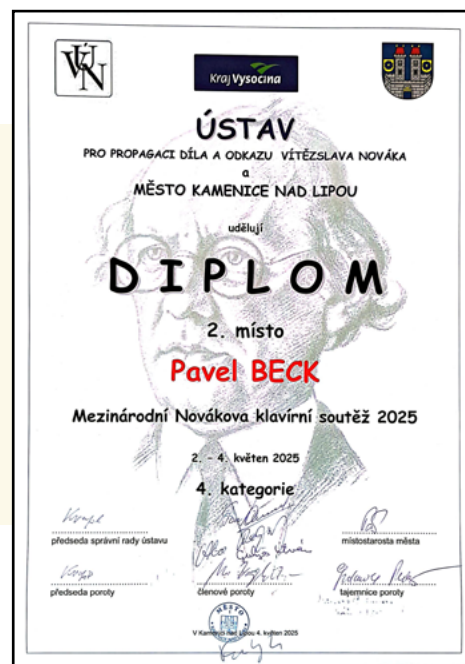 VÚN
Kraj Vysočina
ÚSTAV
PRO PROPAGACI DÍLA A ODKAZU VÍTĚZSLAVA NOVÁKA
a
MĚSTO KAMENICE NAD LIPOU
udělují
DIPLOM
2. místo
Pavel BECK
Mezinárodní Novákova klavírní soutěž 2025
2. - 4. květen 2025
4. kategorie
předseda správní rady ústavu
místostarosta města
předseda poroty
členové poroty
tajemnice poroty
MĚSTO
V Kamenici nad Lipou 4. květen 2025